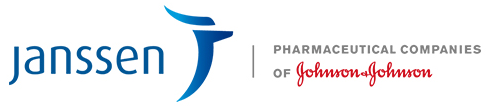 janssen
PHARMACEUTICAL COMPANIES
OF Johnson & Johnson